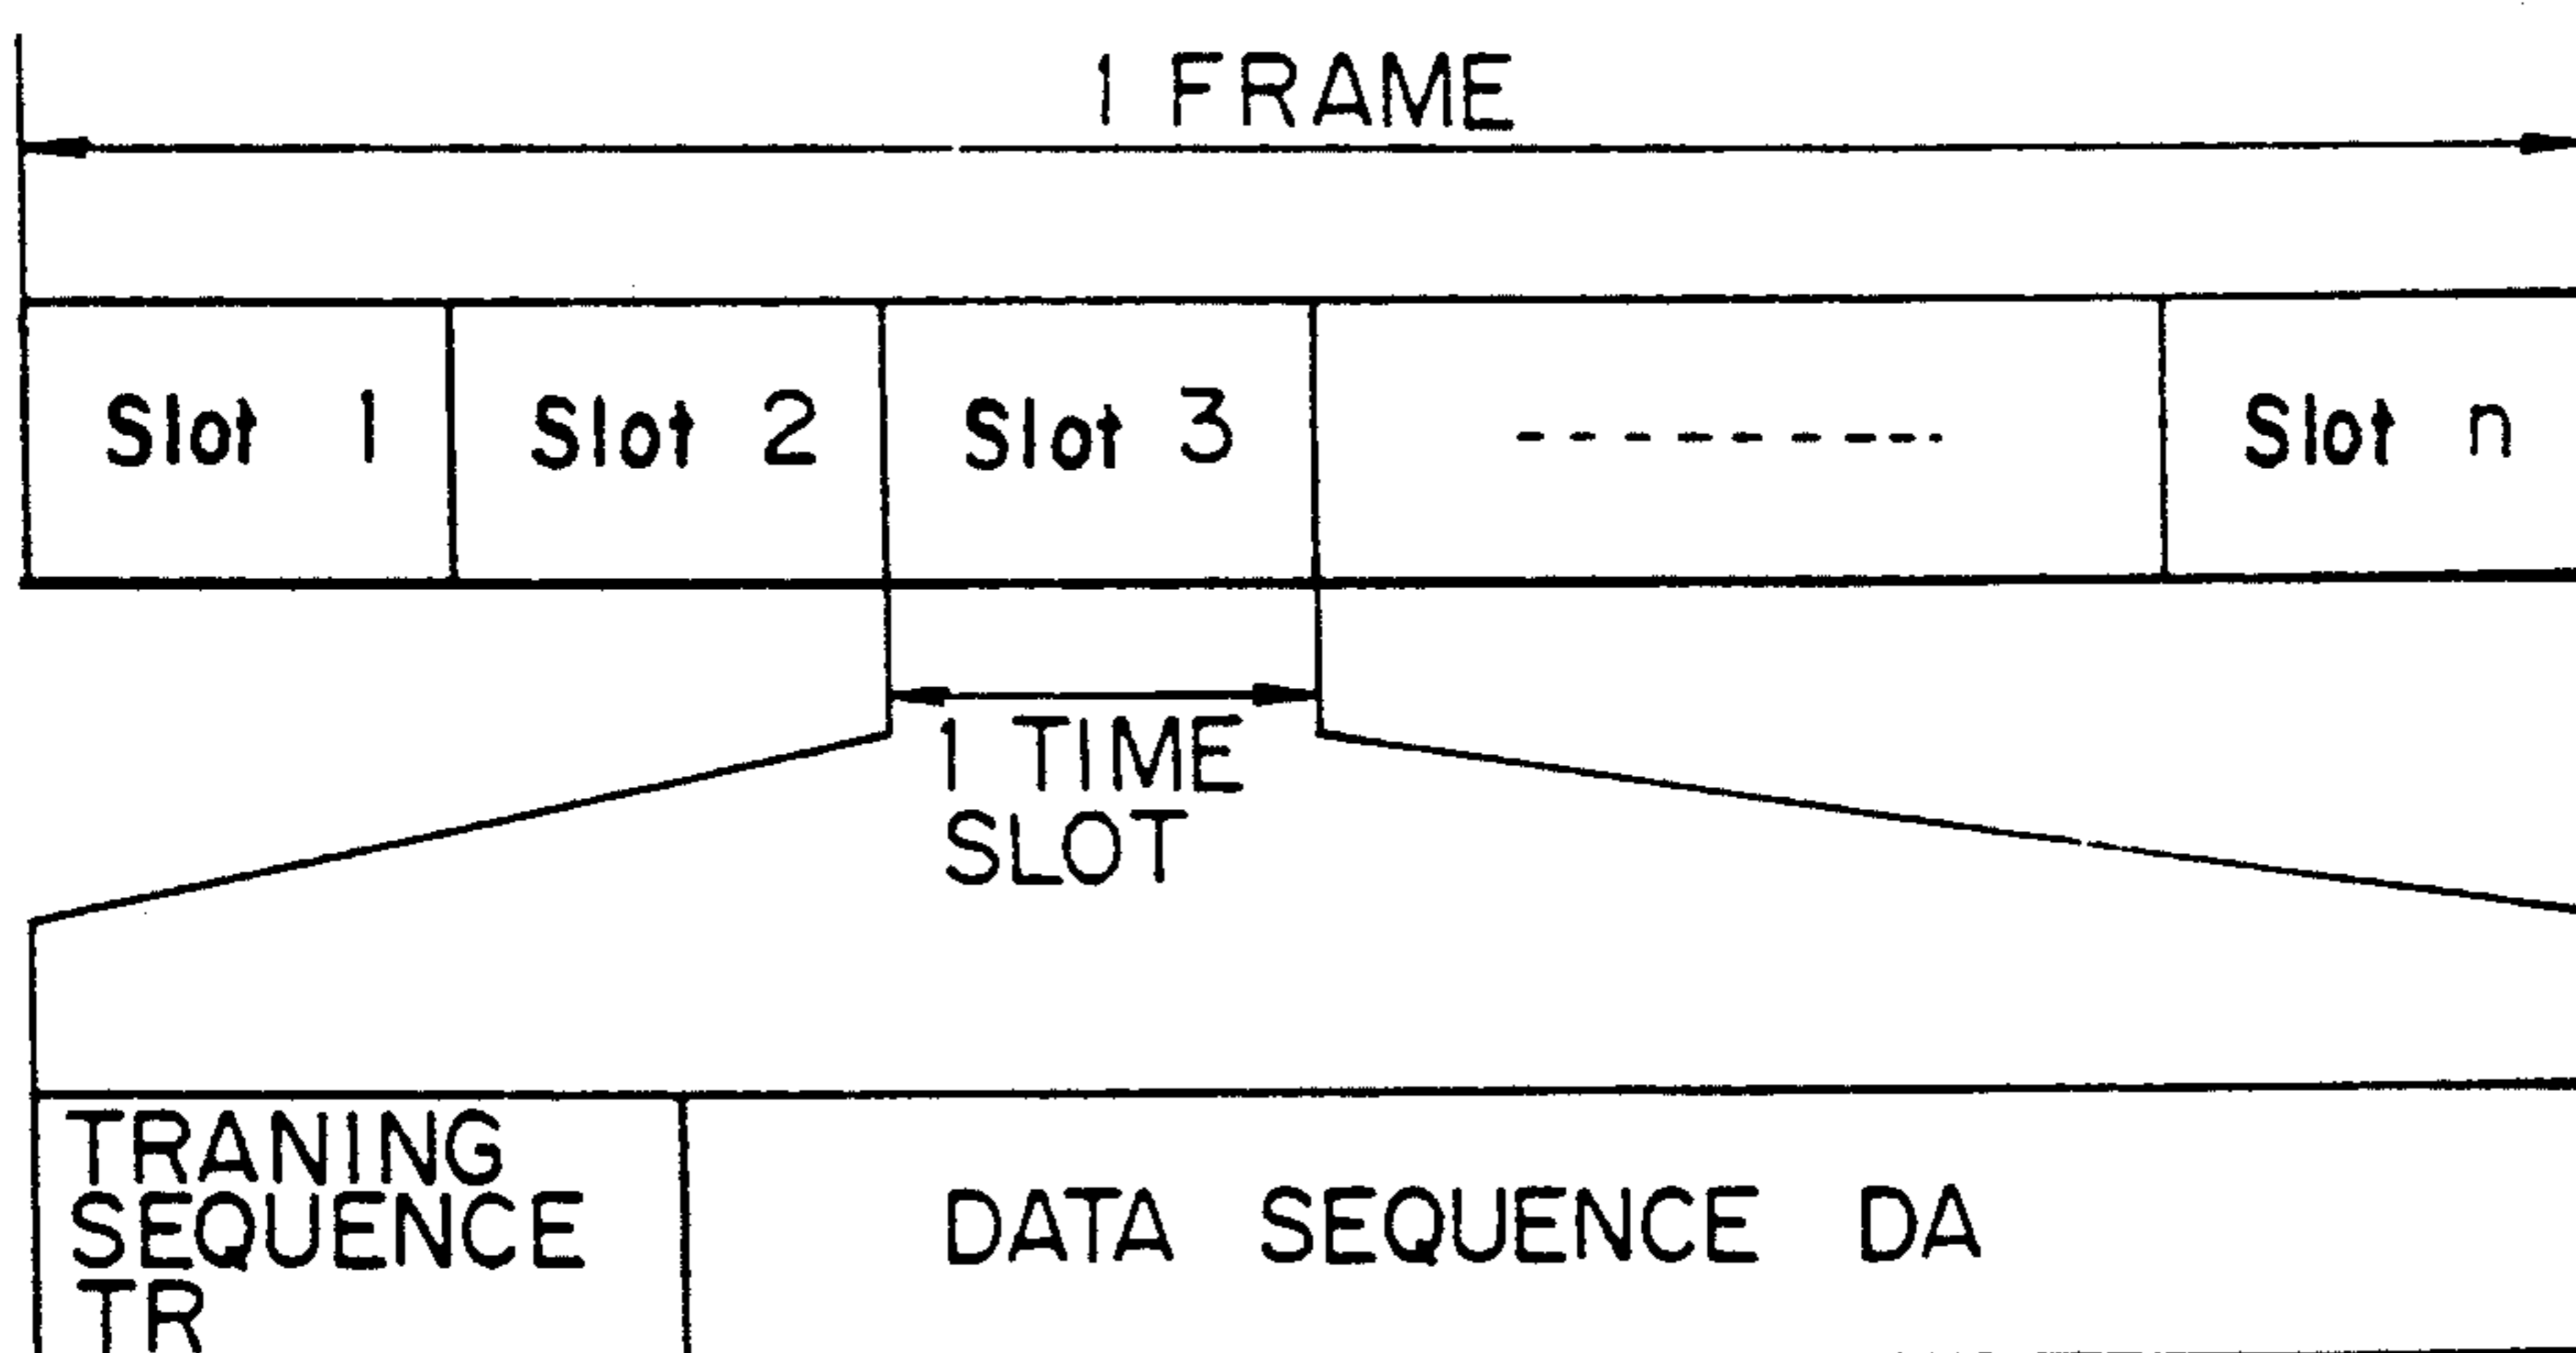 1 FRAME
Slot 1
Slot 2
Slot 3
Slot n
1 TIME
SLOT
TRANING
SEQUENCE
TR
DATA SEQUENCE DA